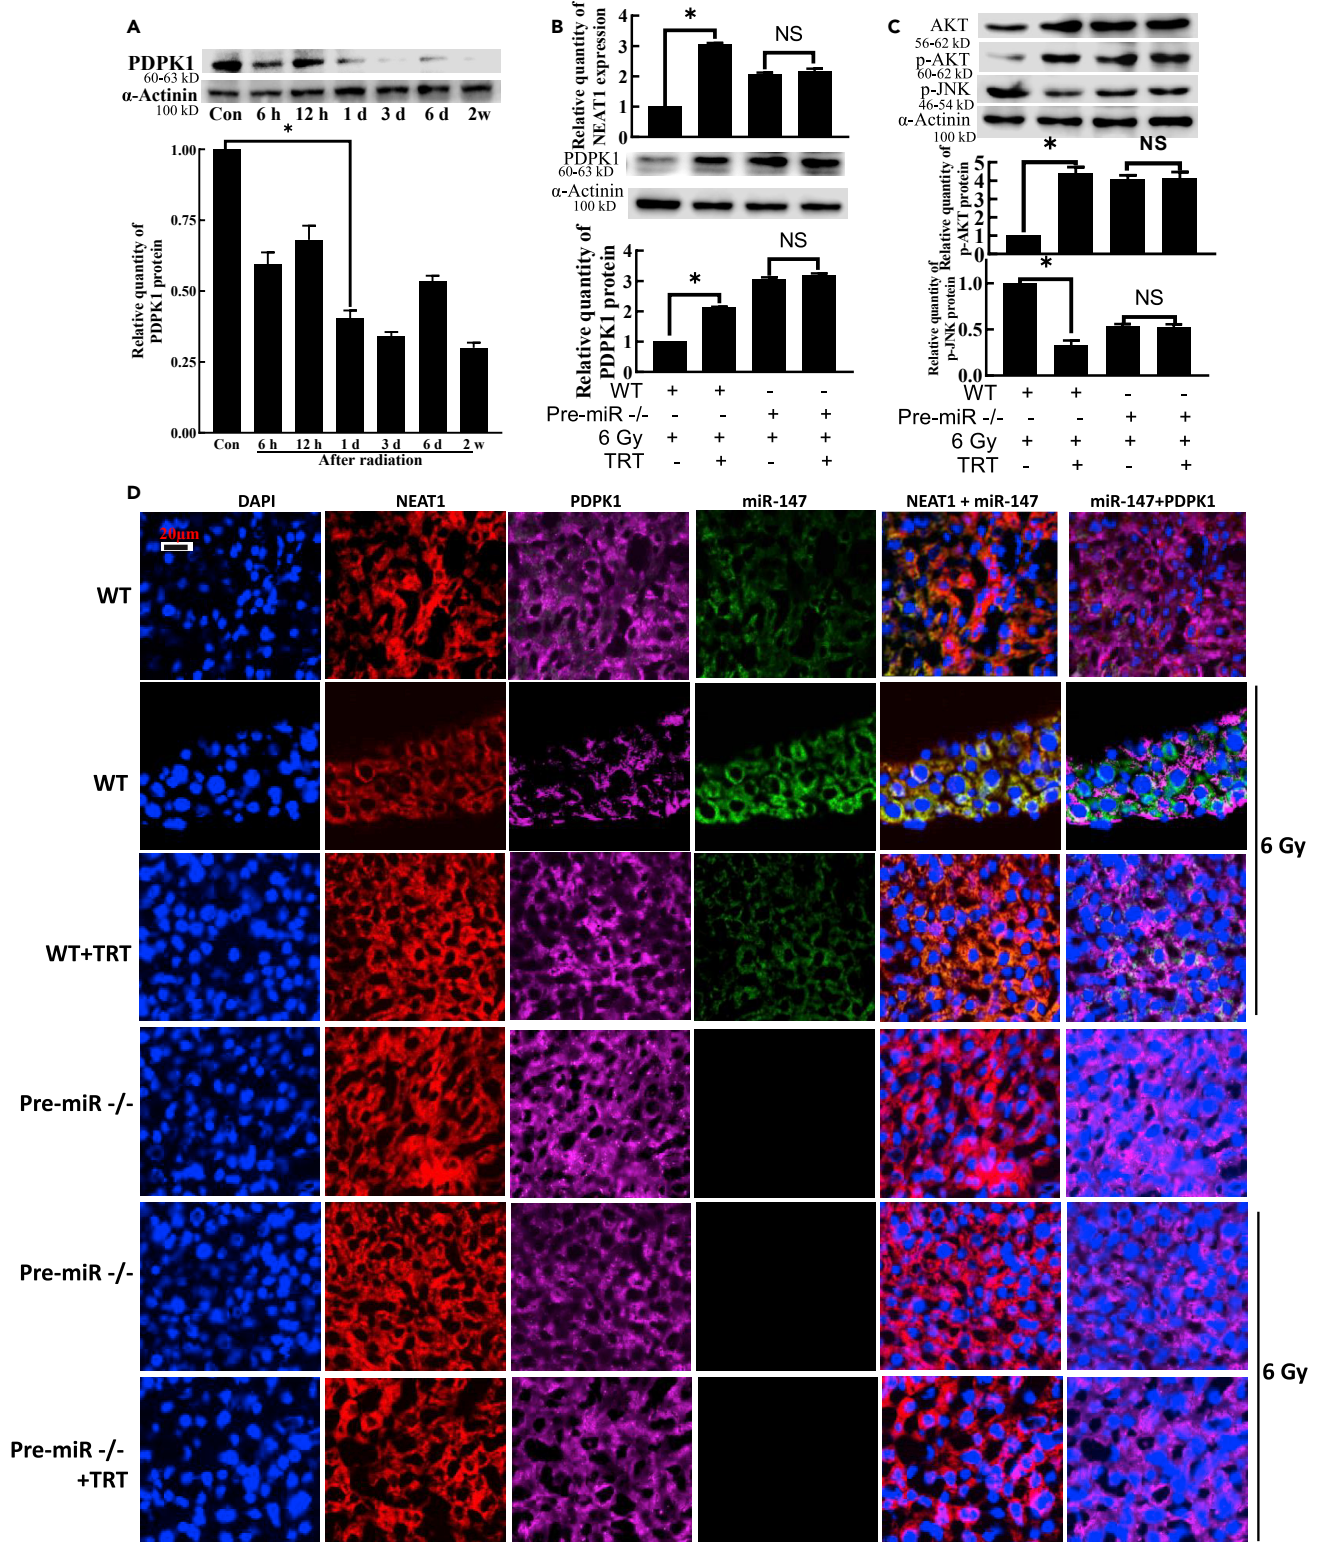 A
PDPK1
60-63 kD
α-Actinin
100 kD
Con 6 h 12 h 1 d 3 d 6 d 2w
*
1.00
0.75
0.50
0.25
0.00
Relative quantity of
PDPK1 protein
Con 6 h 12 h 1 d 3 d 6 d 2 w
After radiation
B
Relative quantity of
NEAT1 expression
4
3
2
1
0
*
NS
PDPK1
60-63 kD
α-Actinin
100 kD
Relative quantity of
PDPK1 protein
4
3
2
1
0
*
NS
WT + + - -
Pre-miR -/- - - + +
6 Gy + + + +
TRT - + - +
C
AKT
56-62 kD
p-AKT
60-62 kD
p-JNK
46-54 kD
α-Actinin
100 kD
Relative quantity of
p-AKT protein
5
4
3
2
1
0
*
NS
Relative quantity of
p-JNK protein
1.0
0.5
0.0
*
NS
WT + + - -
Pre-miR -/- - - + +
6 Gy + + + +
TRT - + - +
D
DAPI NEAT1 PDPK1 miR-147 NEAT1 + miR-147 miR-147+PDPK1
20μm
WT
WT
WT+TRT
6 Gy
Pre-miR -/-
Pre-miR -/-
Pre-miR -/-
+TRT
6 Gy